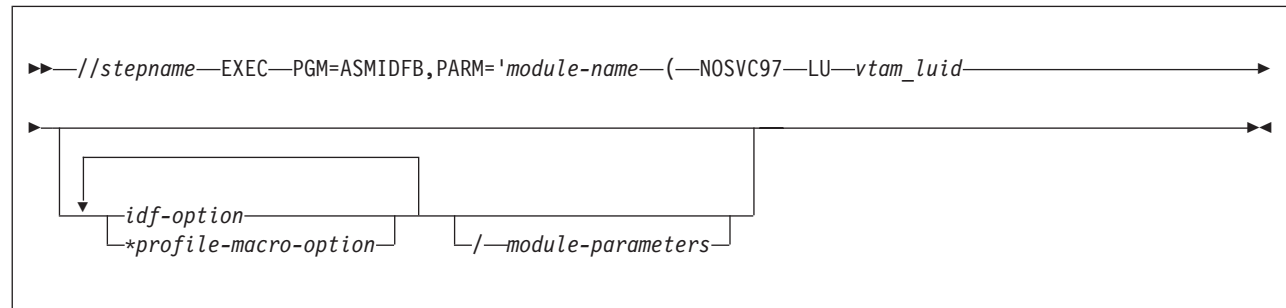 //stepname EXEC PGM=ASMIDFB,PARM='module-name ( NOSVC97 LU vtam_luid
idf-option
*profile-macro-option
/ module-parameters